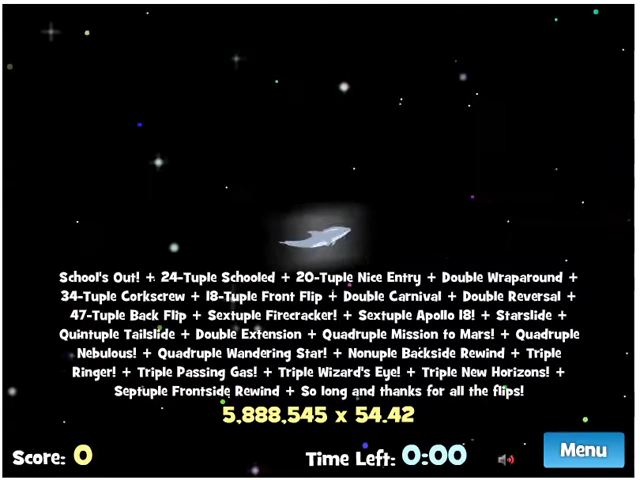 School's Out! + 24-Tuple Schooled + 20-Tuple Nice Entry + Double Wraparound +
34-Tuple Corkscrew + 18-Tuple Front Flip + Double Carnival + Double Reversal +
47-Tuple Back Flip + Sextuple Firecracker! + Sextuple Apollo 18! + Starslide +
Quintuple Tailslide + Double Extension + Quadruple Mission to Mars! + Quadruple
Nebulous! + Quadruple Wandering Star! + Nonuple Backside Rewind + Triple
Ringer! + Triple Passing Gas! + Triple Wizard's Eye! + Triple New Horizons! +
Septuple Frontside Rewind + So long and thanks for all the flips!
5,888,545 x 54.42
Score: 0
Time Left: 0:00
Menu